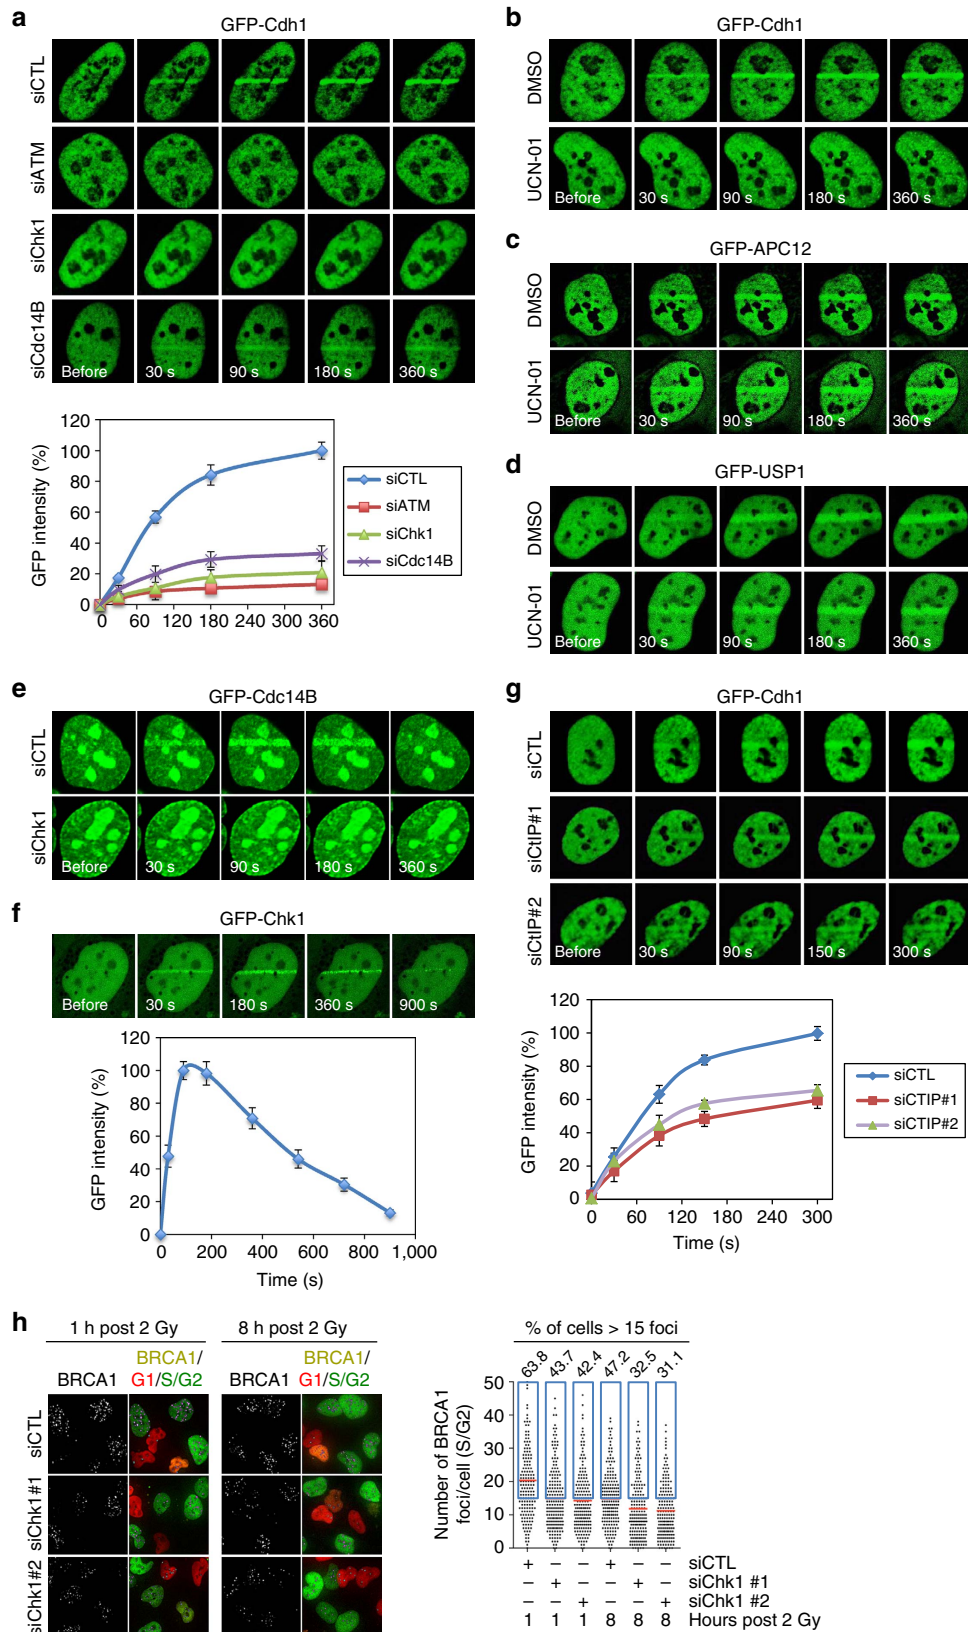 a
GFP-Cdh1
siCTL
siATM
siChk1
siCdc14B
Before
30 s
90 s
180 s
360 s
GFP intensity (%)
120
100
80
60
40
20
0
0 60 120 180 240 300 360
siCTL
siATM
siChk1
siCdc14B
b
GFP-Cdh1
DMSO
UCN-01
Before
30 s
90 s
180 s
360 s
c
GFP-APC12
DMSO
UCN-01
Before
30 s
90 s
180 s
360 s
d
GFP-USP1
DMSO
UCN-01
Before
30 s
90 s
180 s
360 s
e
GFP-Cdc14B
siCTL
siChk1
Before
30 s
90 s
180 s
360 s
f
GFP-Chk1
Before
30 s
180 s
360 s
900 s
GFP intensity (%)
120
100
80
60
40
20
0
0 200 400 600 800 1,000
Time (s)
g
GFP-Cdh1
siCTL
siCtIP#1
siCtIP#2
Before
30 s
90 s
150 s
300 s
GFP intensity (%)
120
100
80
60
40
20
0
0 60 120 180 240 300
Time (s)
siCTL
siCTIP#1
siCTIP#2
h
1 h post 2 Gy
8 h post 2 Gy
BRCA1
BRCA1/
G1/S/G2
BRCA1
BRCA1/
G1/S/G2
siCTL
siChk1#1
siChk1#2
% of cells > 15 foci
63.8 43.7 42.4 47.2 32.5 31.1
Number of BRCA1
foci/cell (S/G2)
50
40
30
20
10
0
+ – – + – – siCTL
– + – – + – siChk1 #1
– – + – – + siChk1 #2
1 1 1 8 8 8 Hours post 2 Gy